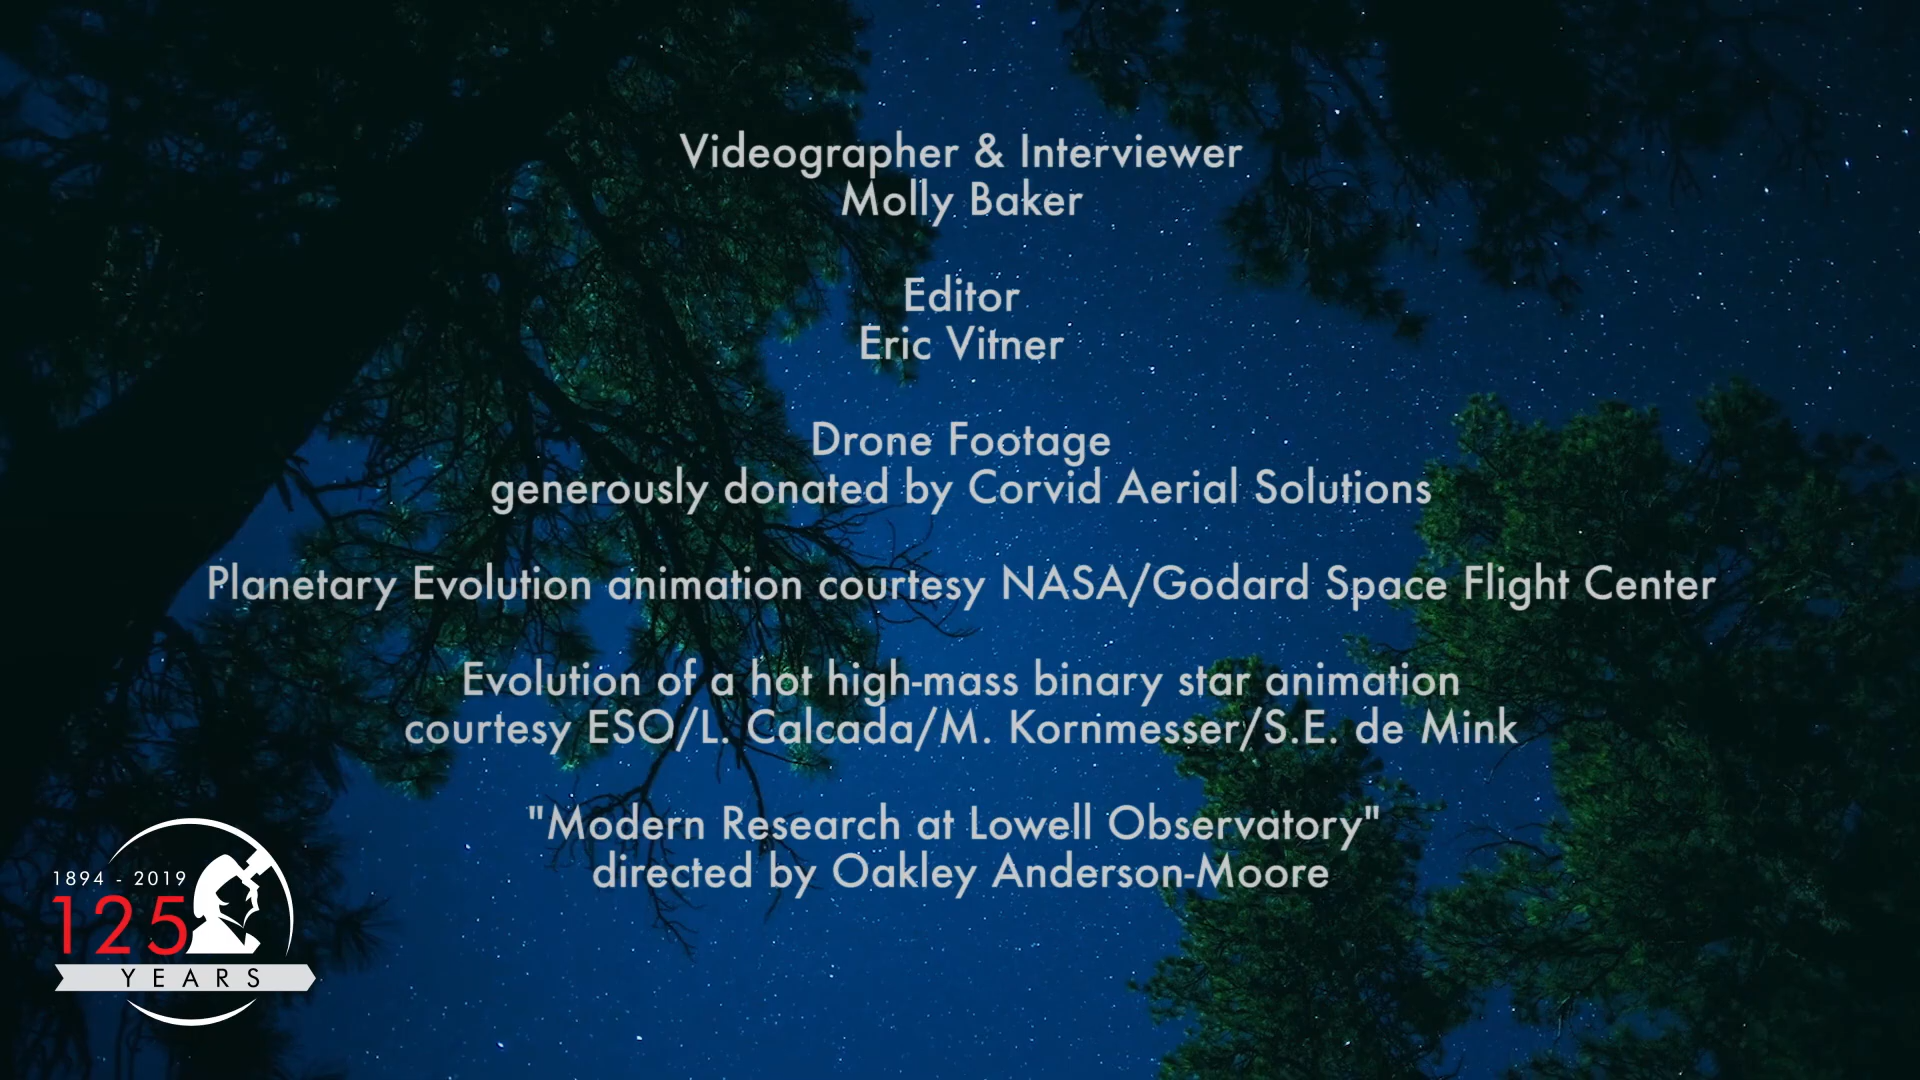 Videographer & Interviewer
Molly Baker
Editor
Eric Vitner
Drone Footage
generously donated by Corvid Aerial Solutions
Planetary Evolution animation courtesy NASA/Godard Space Flight Center
Evolution of a hot high-mass binary star animation
courtesy ESO/L. Calcada/M. Kornmesser/S.E. de Mink
"Modern Research at Lowell Observatory"
directed by Oakley Anderson-Moore
1894 - 2019
125
YEARS